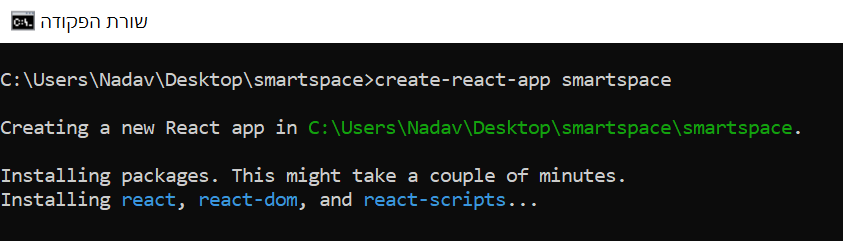 שורת הפקודה
C:\Users\Nadav\Desktop\smartspace>create-react-app smartspace
Creating a new React app in C:\Users\Nadav\Desktop\smartspace\smartspace.
Installing packages. This might take a couple of minutes.
Installing react, react-dom, and react-scripts...